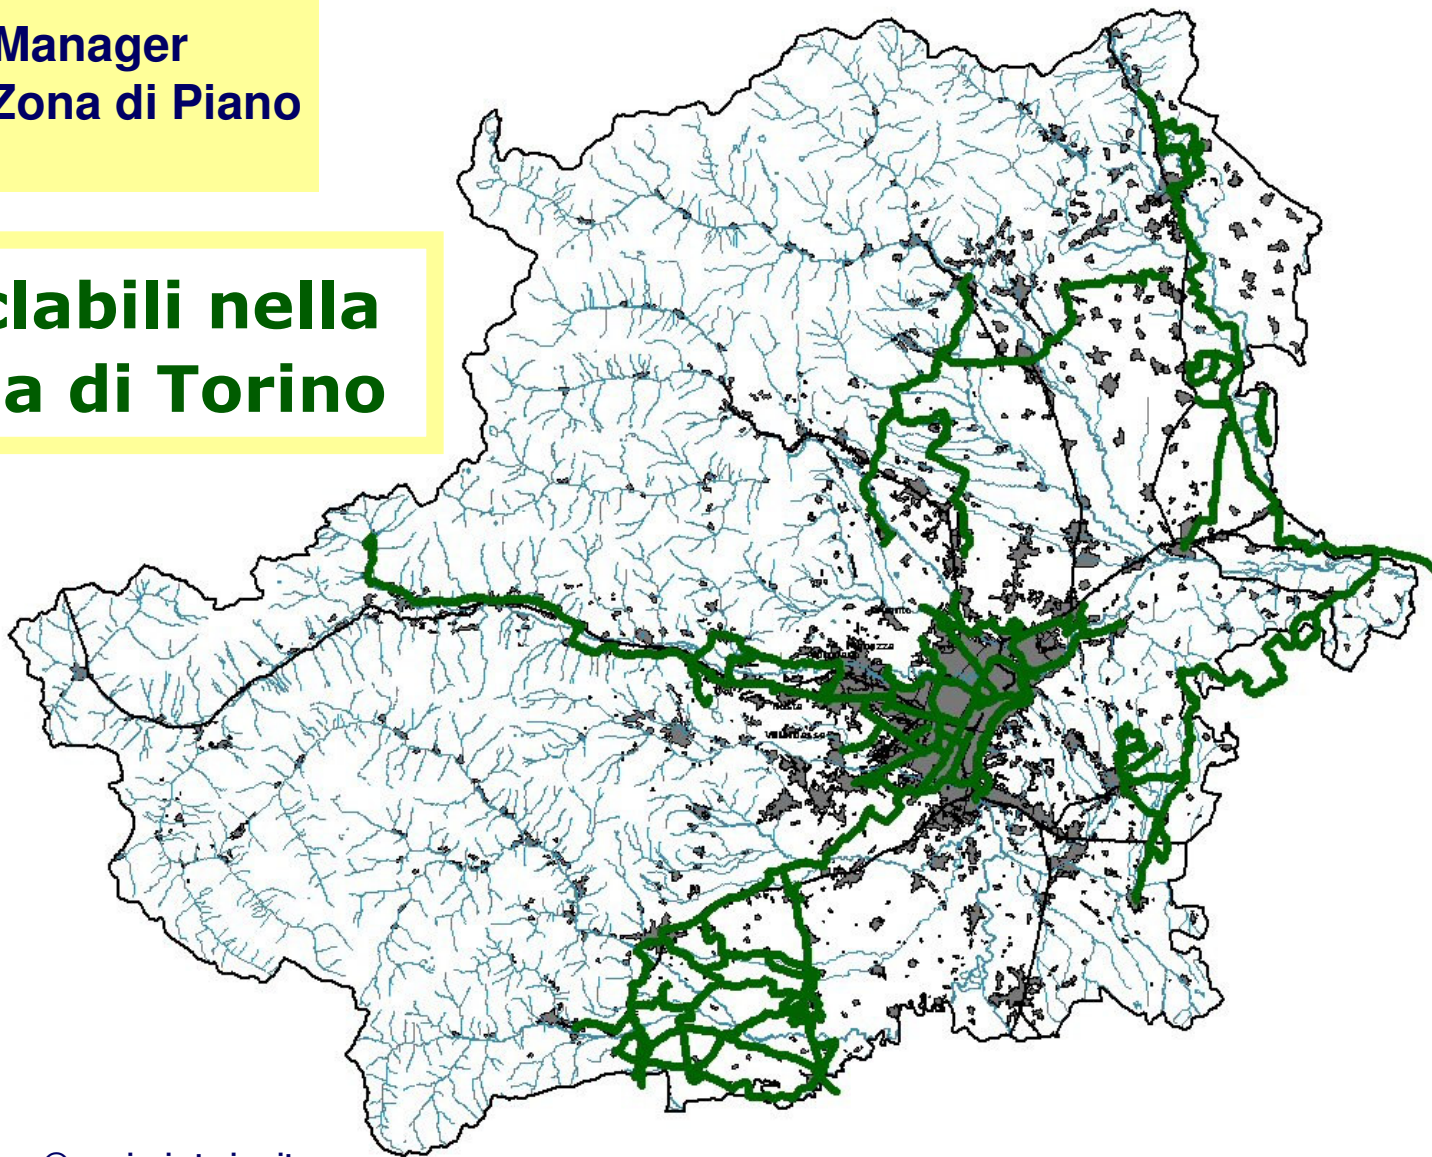 Manager
Zona di Piano
clabili nella
a di Torino